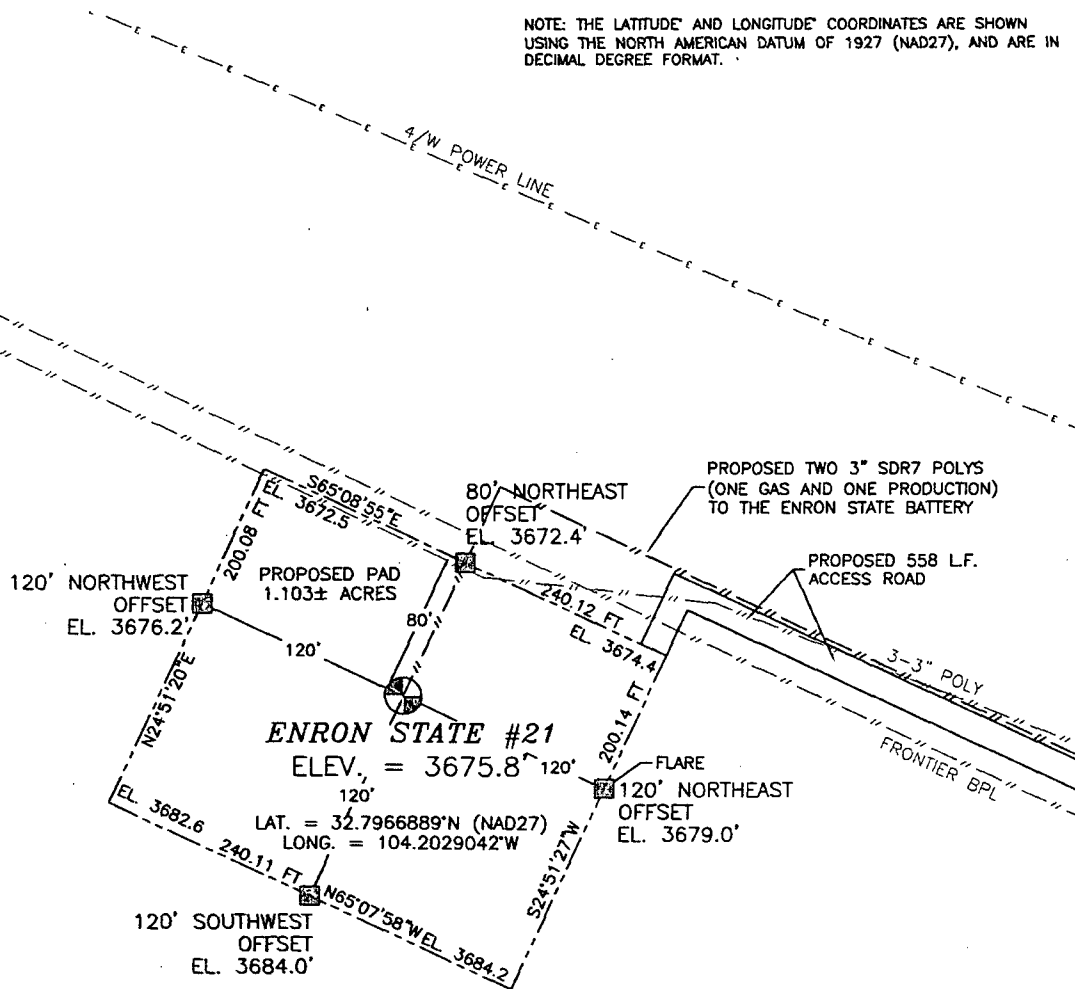 NOTE: THE LATITUDE AND LONGITUDE COORDINATES ARE SHOWN
USING THE NORTH AMERICAN DATUM OF 1927 (NAD27), AND ARE IN
DECIMAL DEGREE FORMAT.
4/W POWER LINE
PROPOSED TWO 3" SDR7 POLYS
(ONE GAS AND ONE PRODUCTION)
TO THE ENRON STATE BATTERY
PROPOSED 558 L.F.
ACCESS ROAD
S65°08'55"E
EL. 3672.5
80' NORTHEAST
OFFSET
EL. 3672.4'
200.08 FT
PROPOSED PAD
1.103± ACRES
120' NORTHWEST
OFFSET
EL. 3676.2'
80'
120'
240.12 FT
EL. 3674.4
3-3" POLY
FRONTIER BPL
N24°51'20"E
200.14 FT
ENRON STATE #21
ELEV. = 3675.8'
120'
FLARE
120' NORTHEAST
OFFSET
EL. 3679.0'
120'
LAT. = 32.7966889°N (NAD27)
LONG. = 104.2029042°W
EL. 3682.6
240.11 FT
S24°51'27"W
N65°07'58"W
EL. 3684.2
120' SOUTHWEST
OFFSET
EL. 3684.0'